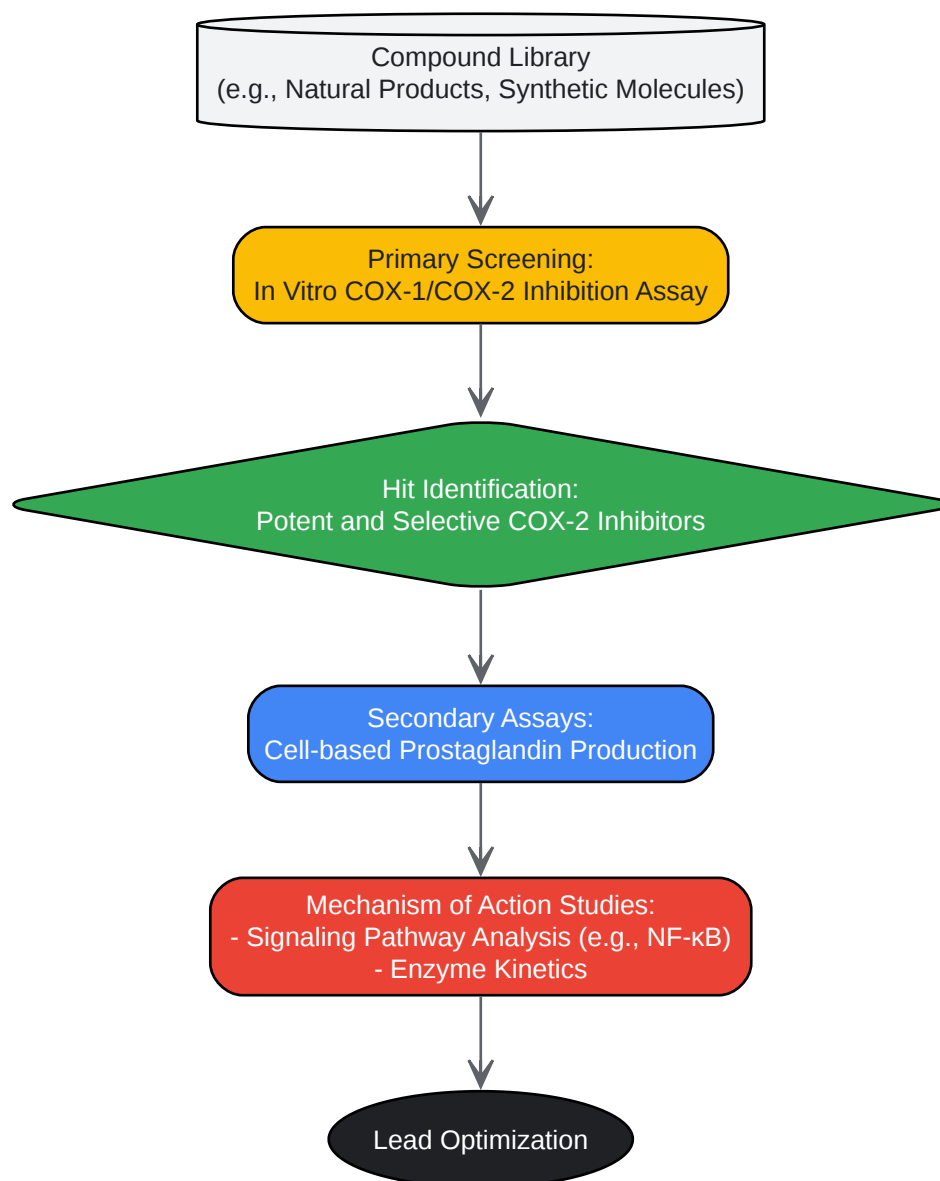 Compound Library
(e.g., Natural Products, Synthetic Molecules)
Primary Screening:
In Vitro COX-1/COX-2 Inhibition Assay
Hit Identification:
Potent and Selective COX-2 Inhibitors
Secondary Assays:
Cell-based Prostaglandin Production
Mechanism of Action Studies:
- Signaling Pathway Analysis (e.g., NF-κB)
- Enzyme Kinetics
Lead Optimization